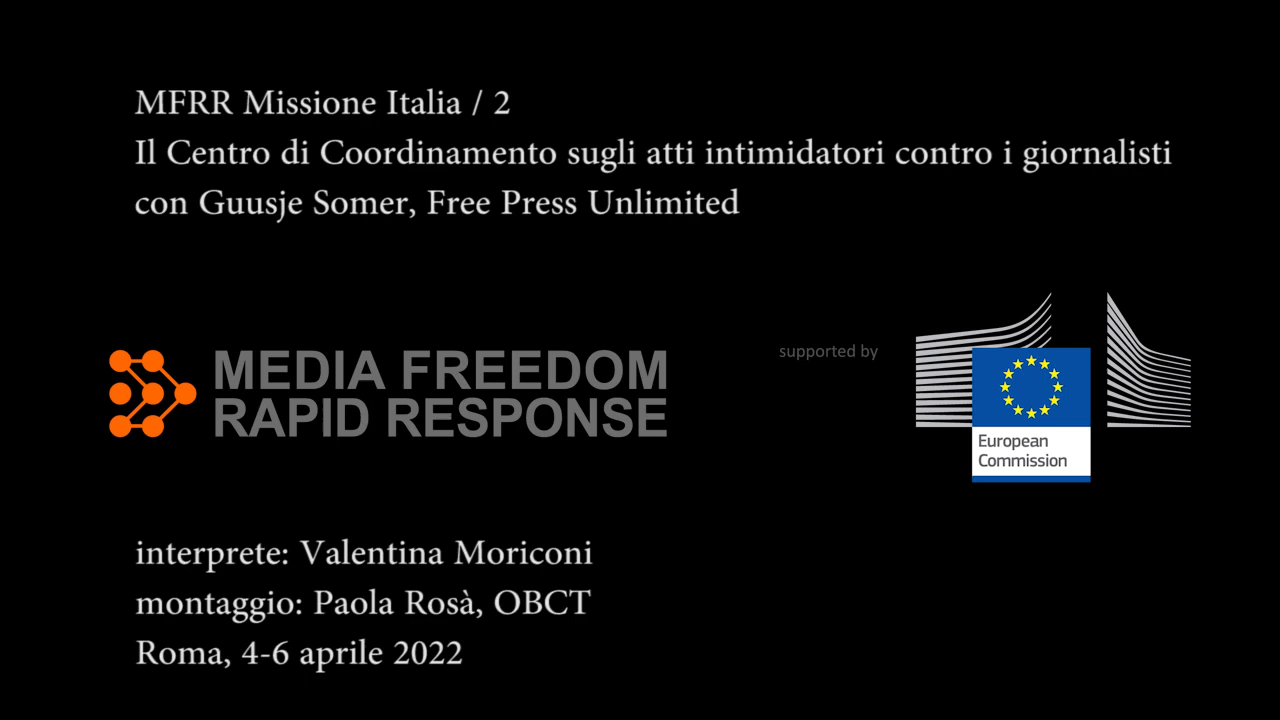 MFRR Missione Italia / 2
Il Centro di Coordinamento sugli atti intimidatori contro i giornalisti
con Guusje Somer, Free Press Unlimited
MEDIA FREEDOM
RAPID RESPONSE
supported by
European
Commission
interprete: Valentina Moriconi
montaggio: Paola Rosà, OBCT
Roma, 4-6 aprile 2022